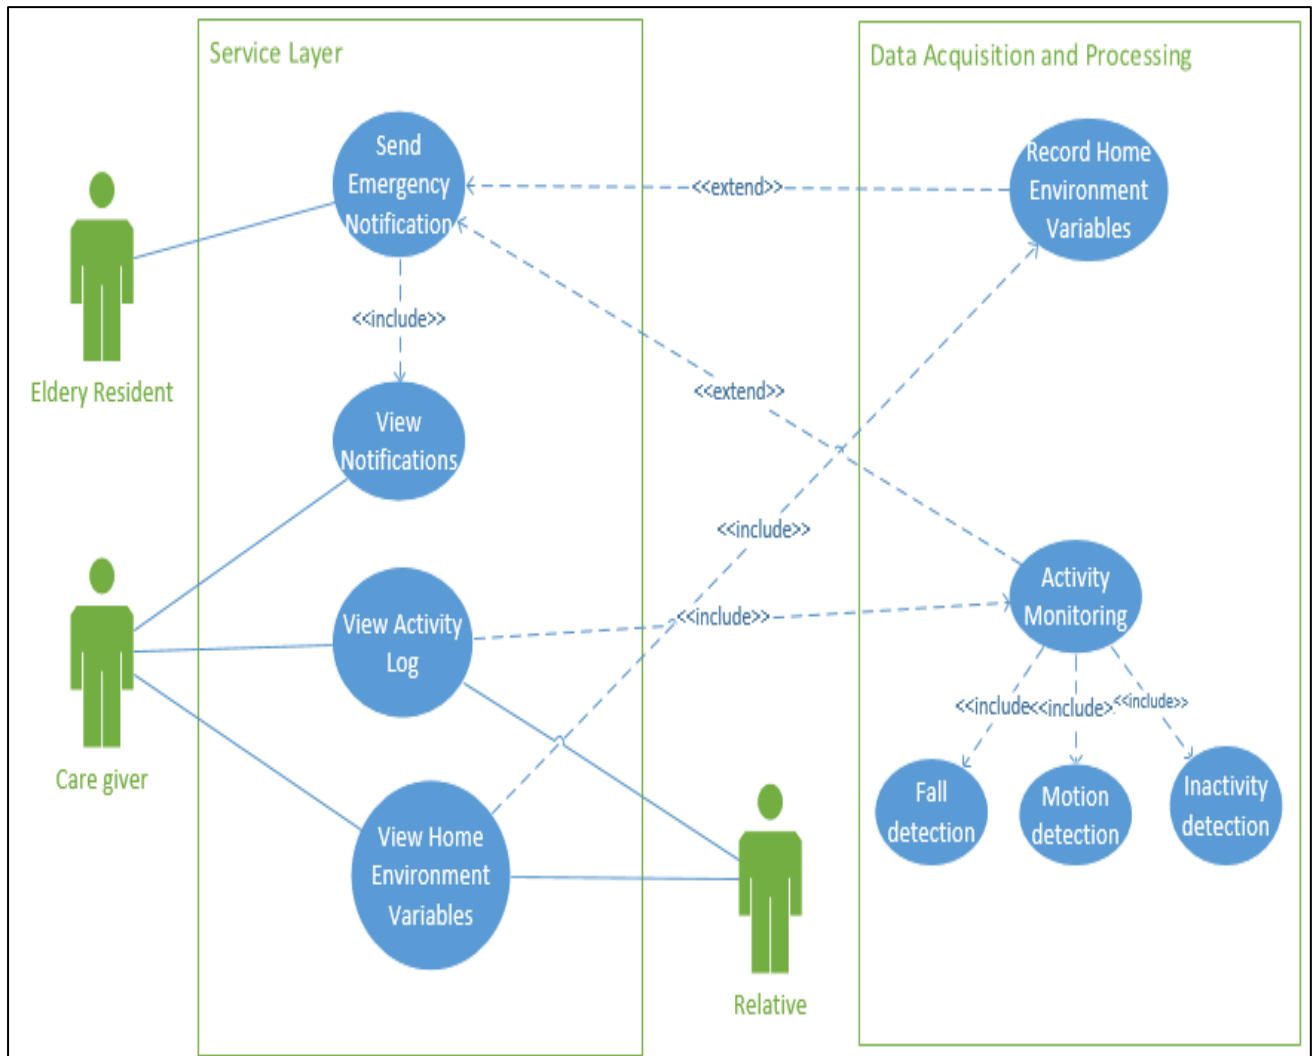 Service Layer
Data Acquisition and Processing
Send
Emergency
Notification
<<extend>>
Record Home
Environment
Variables
Eldery Resident
<<include>>
<<extend>>
View
Notifications
<<include>>
Activity
Monitoring
View Activity
Log
<<include>>
<<include
<<include>
<<include>>
Care giver
View Home
Environment
Variables
Fall
detection
Motion
detection
Inactivity
detection
Relative